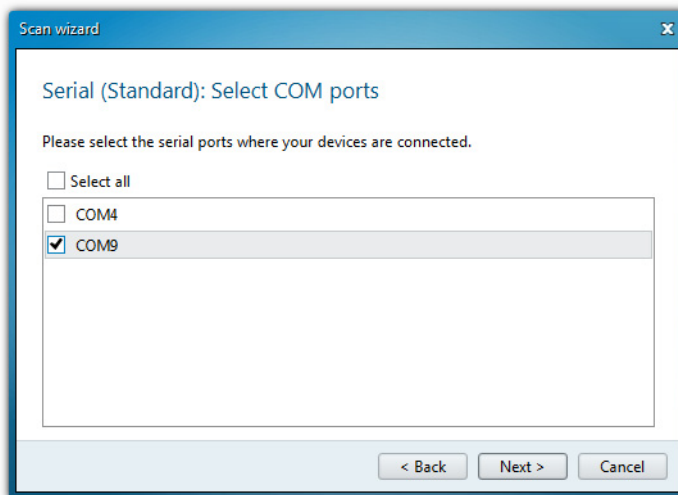 Scan wizard
Serial (Standard): Select COM ports
Please select the serial ports where your devices are connected.
Select all
COM4
COM9
< Back Next > Cancel